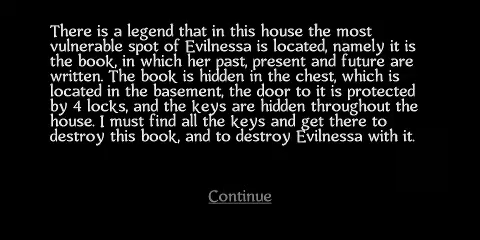 There is a legend that in this house the most
vulnerable spot of Evilnessa is located, namely it is
the book, in which her past, present and future are
written. The book is hidden in the chest, which is
located in the basement, the door to it is protected
by 4 locks, and the keys are hidden throughout the
house. I must find all the keys and get there to
destroy this book, and to destroy Evilnessa with it.
Continue